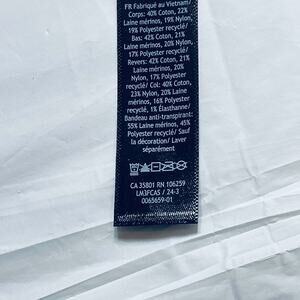 FR Fabriqué au Vietnam/
Corps: 40% Coton, 22%
Laine mérinos, 19% Nylon,
19% Polyester recyclé/
Bas: 42% Coton, 21%
Laine mérinos, 20%
Nylon, 17% Polyester
recyclé/
Revers: 42% Coton, 21%
Laine mérinos, 20%
Nylon, 17% Polyester
recyclé/ Col: 40% Coton,
23% Nylon, 20% Laine
mérinos, 16% Polyester
recyclé, 1% Élasthanne/
Bandeau anti-transpirant:
55% Laine mérinos, 45%
Polyester recyclé/ Sauf
la décoration/ Laver
séparément
CA 35801 RN 106259
LM3FCAS / 24-3
0065659-01